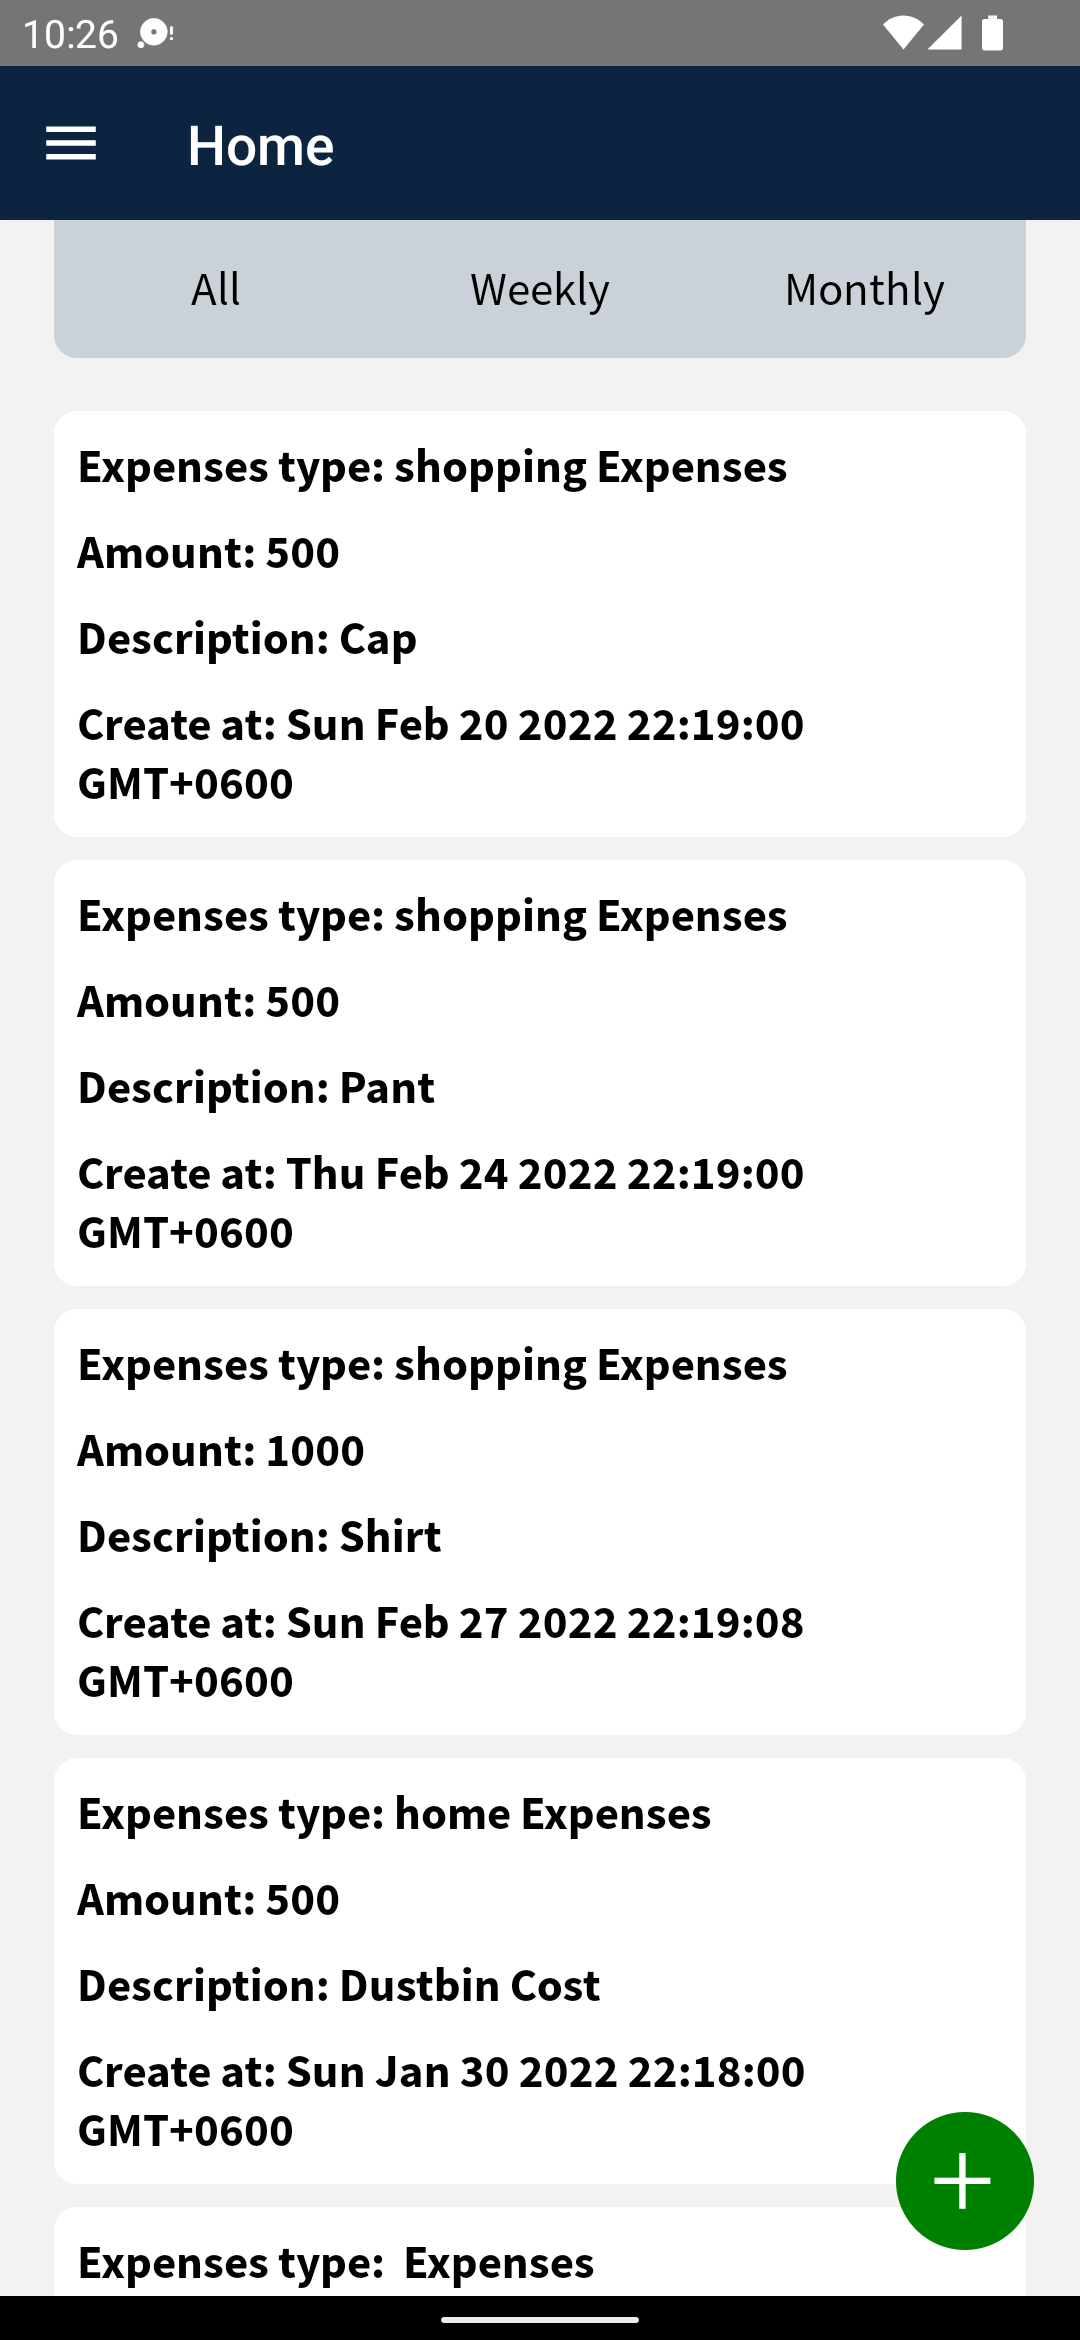 10:26
Home
All Weekly Monthly
Expenses type: shopping Expenses
Amount: 500
Description: Cap
Create at: Sun Feb 20 2022 22:19:00
GMT+0600
Expenses type: shopping Expenses
Amount: 500
Description: Pant
Create at: Thu Feb 24 2022 22:19:00
GMT+0600
Expenses type: shopping Expenses
Amount: 1000
Description: Shirt
Create at: Sun Feb 27 2022 22:19:08
GMT+0600
Expenses type: home Expenses
Amount: 500
Description: Dustbin Cost
Create at: Sun Jan 30 2022 22:18:00
GMT+0600
Expenses type:  Expenses